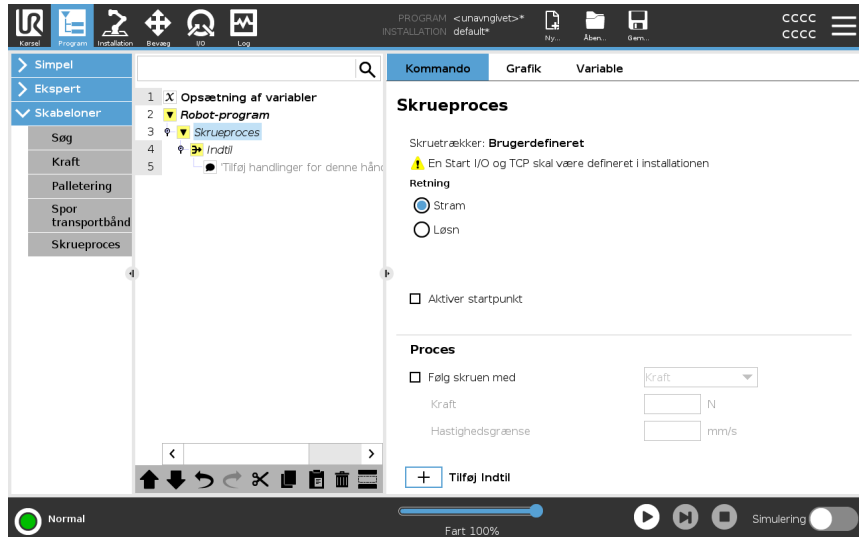 UR
Kørsel
Program
Installation
Bevæg
I/O
Log
PROGRAM <unavngivet>*
INSTALLATION default*
Ny...
Åben...
Gem...
cccc
cccc
Simpel
Ekspert
Skabeloner
Søg
Kraft
Palletering
Spor
transportbånd
Skrueproces
1 X Opsætning af variabler
2 Robot-program
3 Skrueproces
4 Indtil
5 'Tilføj handlinger for denne hånd
Kommando
Grafik
Variable
Skrueproces
Skruetrækker: Brugerdefineret
En Start I/O og TCP skal være defineret i installationen
Retning
Stram
Løsn
Aktiver startpunkt
Proces
Følg skruen med
Kraft
Kraft
N
Hastighedsgrænse
mm/s
+ Tilføj Indtil
Normal
Fart 100%
Simulering